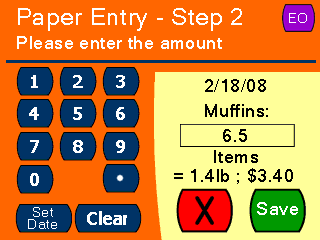 Paper Entry - Step 2
EO
Please enter the amount
1 2 3
4 5 6
7 8 9
0 •
Set
Date
Clear
2/18/08
Muffins:
6.5
Items
= 1.4lb ; $3.40
X
Save